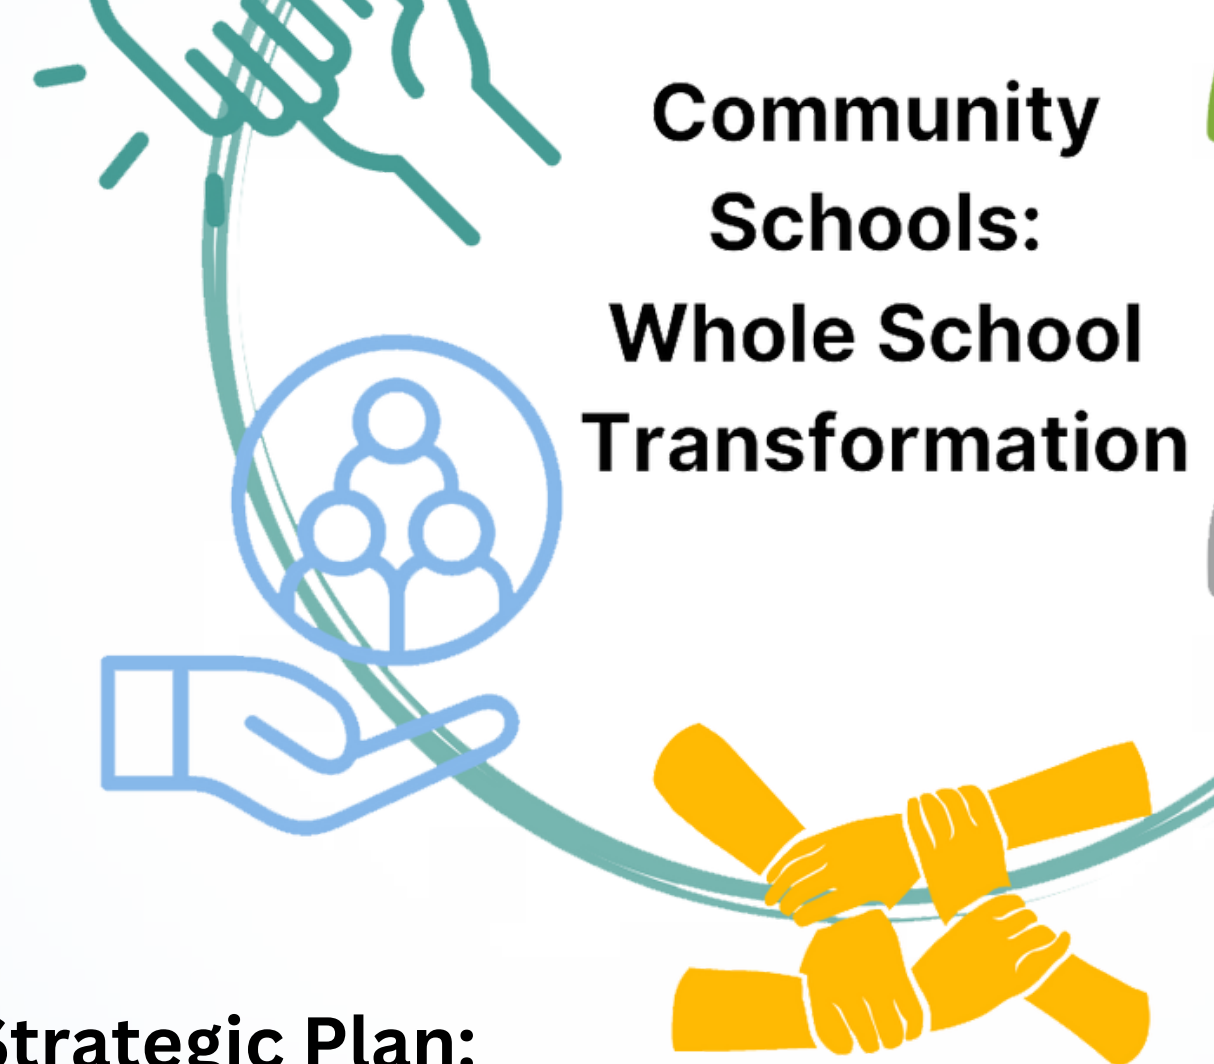 Community
Schools:
Whole School
Transformation
Strategic Plan: